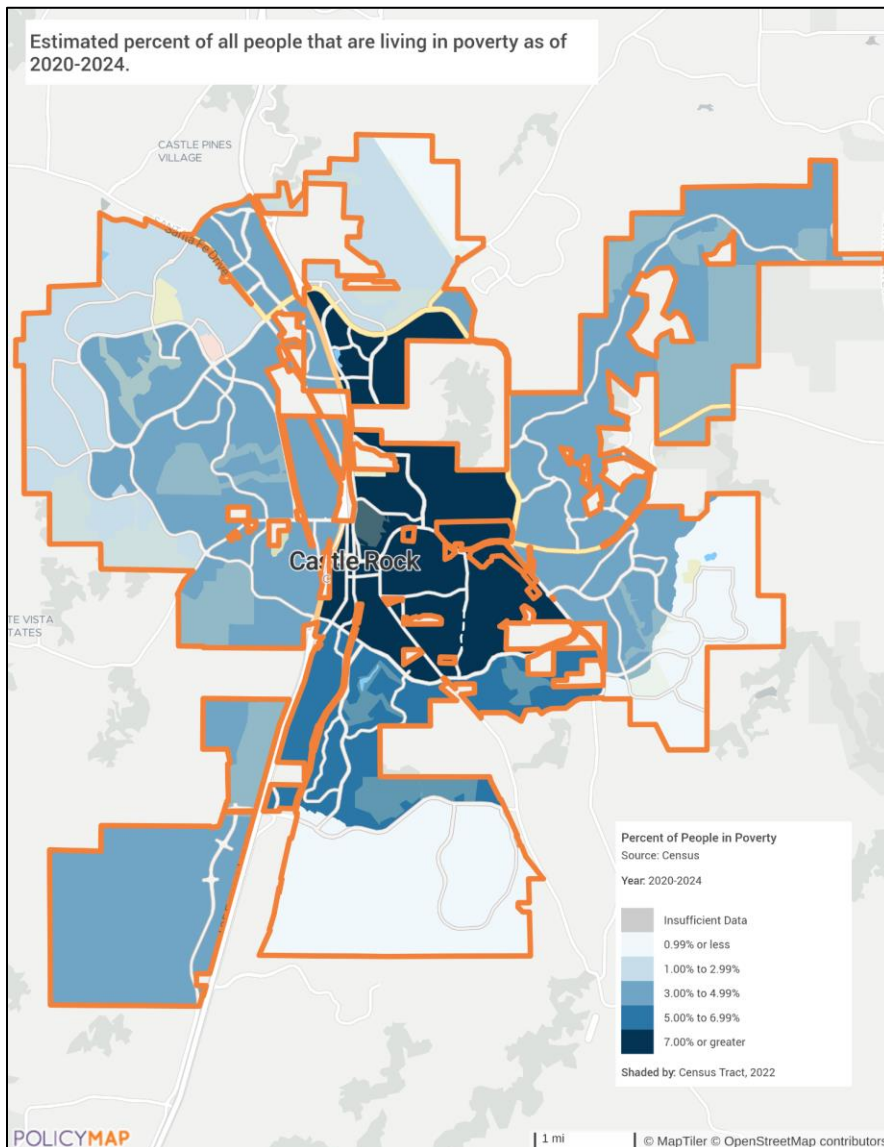 Estimated percent of all people that are living in poverty as of
2020-2024.
CASTLE PINES
VILLAGE
Santa Fe Drive
Castle Rock
TE VISTA
TATES
Percent of People in Poverty
Source: Census
Year: 2020-2024
Insufficient Data
0.99% or less
1.00% to 2.99%
3.00% to 4.99%
5.00% to 6.99%
7.00% or greater
Shaded by: Census Tract, 2022
POLICYMAP
1 mi
© MapTiler © OpenStreetMap contributors